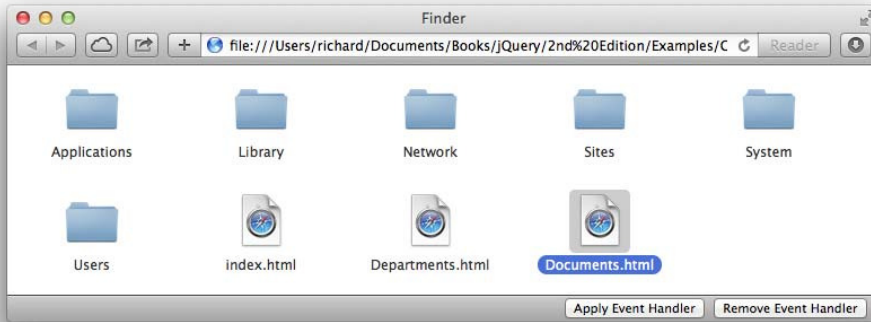 Finder
file:///Users/richard/Documents/Books/jQuery/2nd%20Edition/Examples/C Reader
Applications Library Network Sites System
Users index.html Departments.html Documents.html
Apply Event Handler Remove Event Handler